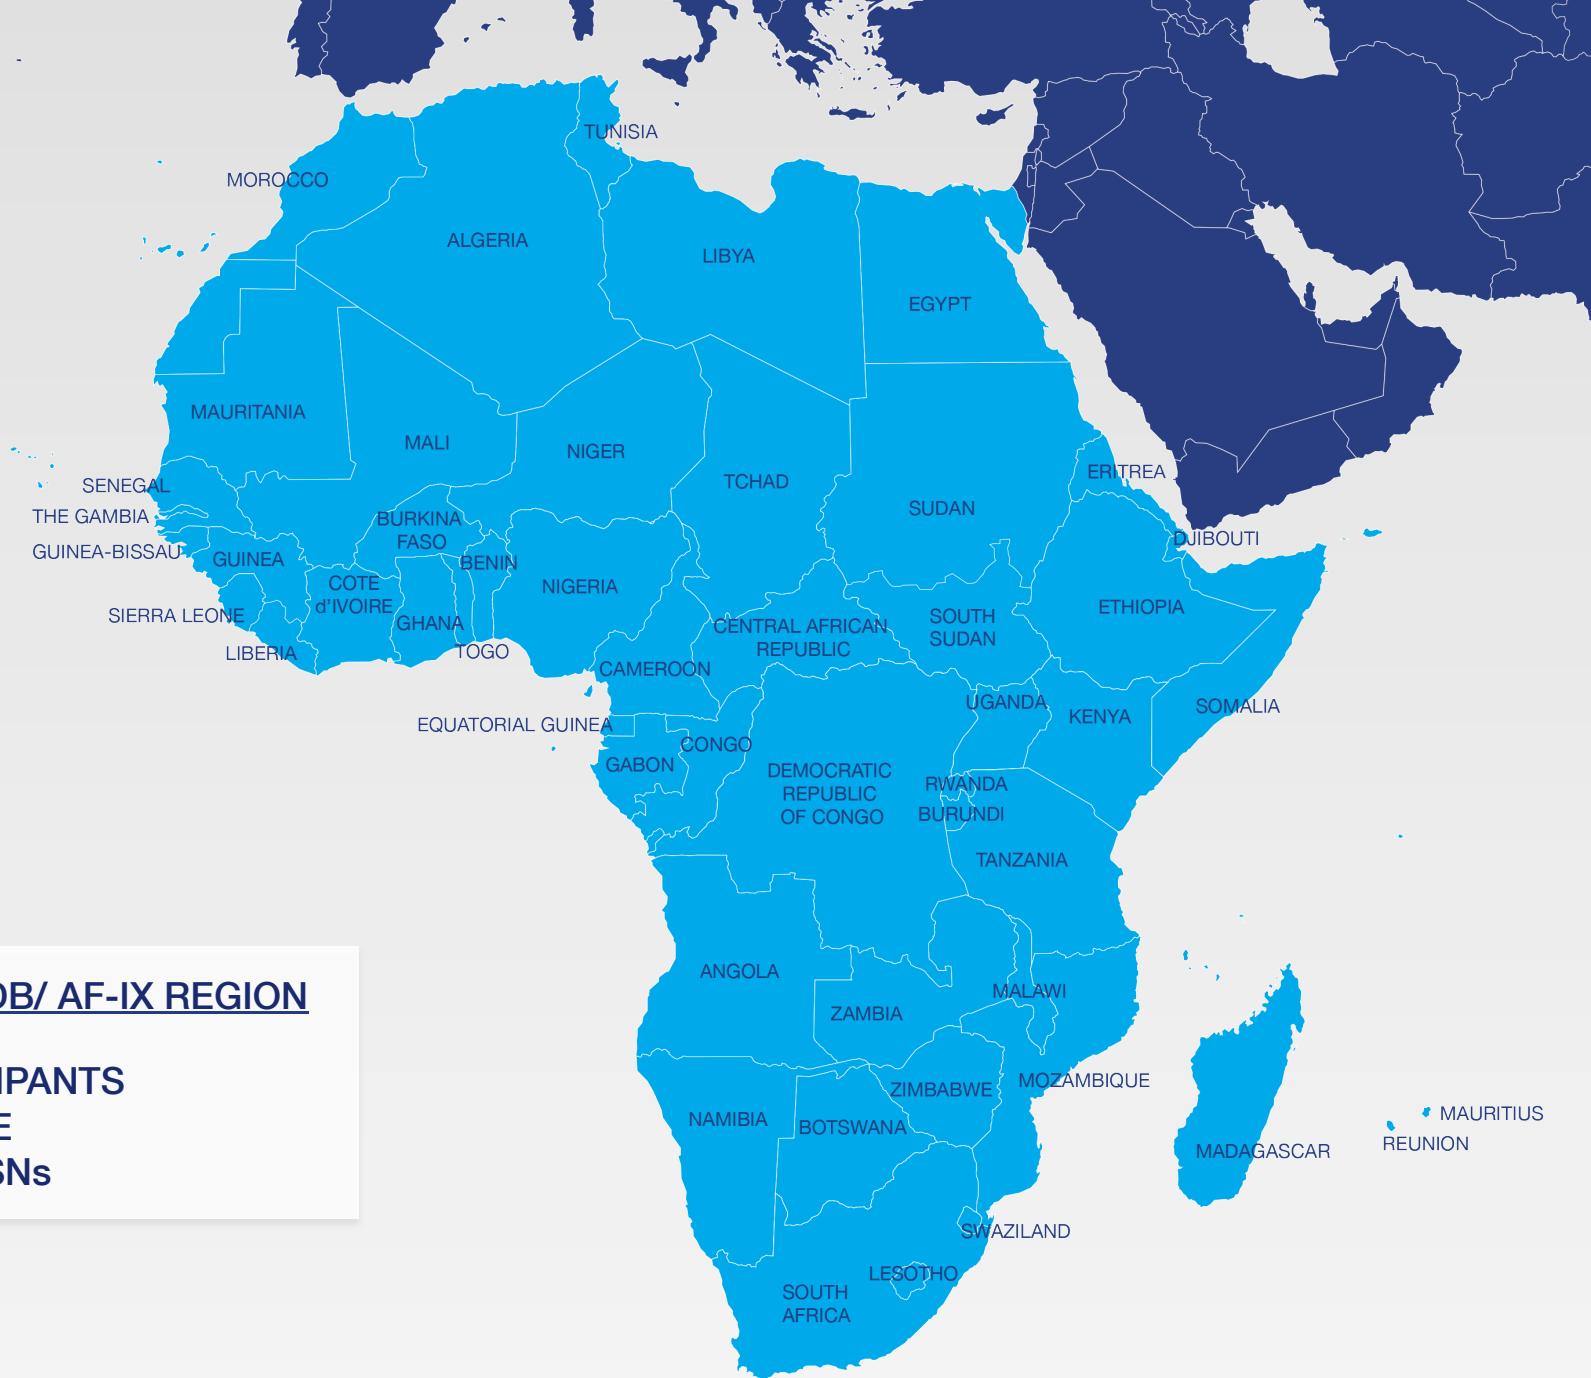 TUNISIA
MOROCCO
ALGERIA
LIBYA
EGYPT
MAURITANIA
MALI
NIGER
TCHAD
ERITREA
SENEGAL
SUDAN
THE GAMBIA
BURKINA
FASO
DJIBOUTI
GUINEA-BISSAU
GUINEA
BENIN
NIGERIA
COTE
d'IVOIRE
ETHIOPIA
SIERRA LEONE
GHANA
CENTRAL AFRICAN
REPUBLIC
SOUTH
SUDAN
LIBERIA
TOGO
CAMEROON
UGANDA
KENYA
SOMALIA
EQUATORIAL GUINEA
CONGO
GABON
DEMOCRATIC
REPUBLIC
OF CONGO
RWANDA
BURUNDI
TANZANIA
ANGOLA
MALAWI
ZAMBIA
DB/ AF-IX REGION
IPANTS
E
SNs
ZIMBABWE
MOZAMBIQUE
NAMIBIA
BOTSWANA
MAURITIUS
REUNION
MADAGASCAR
SWAZILAND
LESOTHO
SOUTH
AFRICA